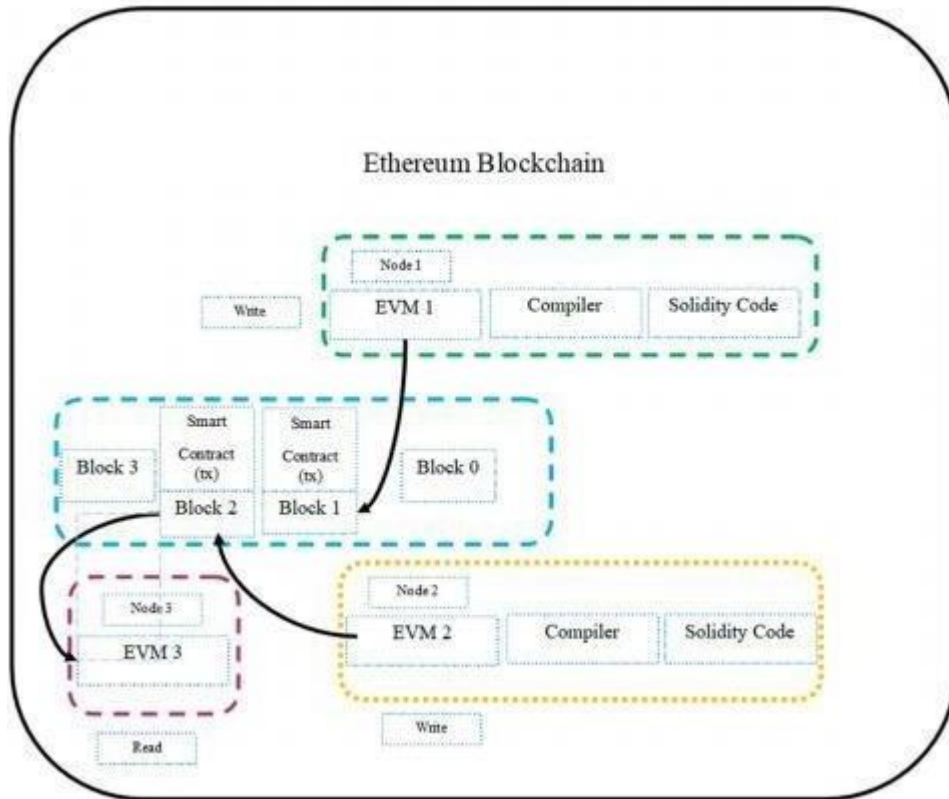 Ethereum Blockchain
Node 1
Write
EVM 1
Compiler
Solidity Code
Smart
Contract
(tx)
Smart
Contract
(tx)
Block 3
Block 2
Block 1
Block 0
Node 3
EVM 3
Read
Node 2
EVM 2
Compiler
Solidity Code
Write